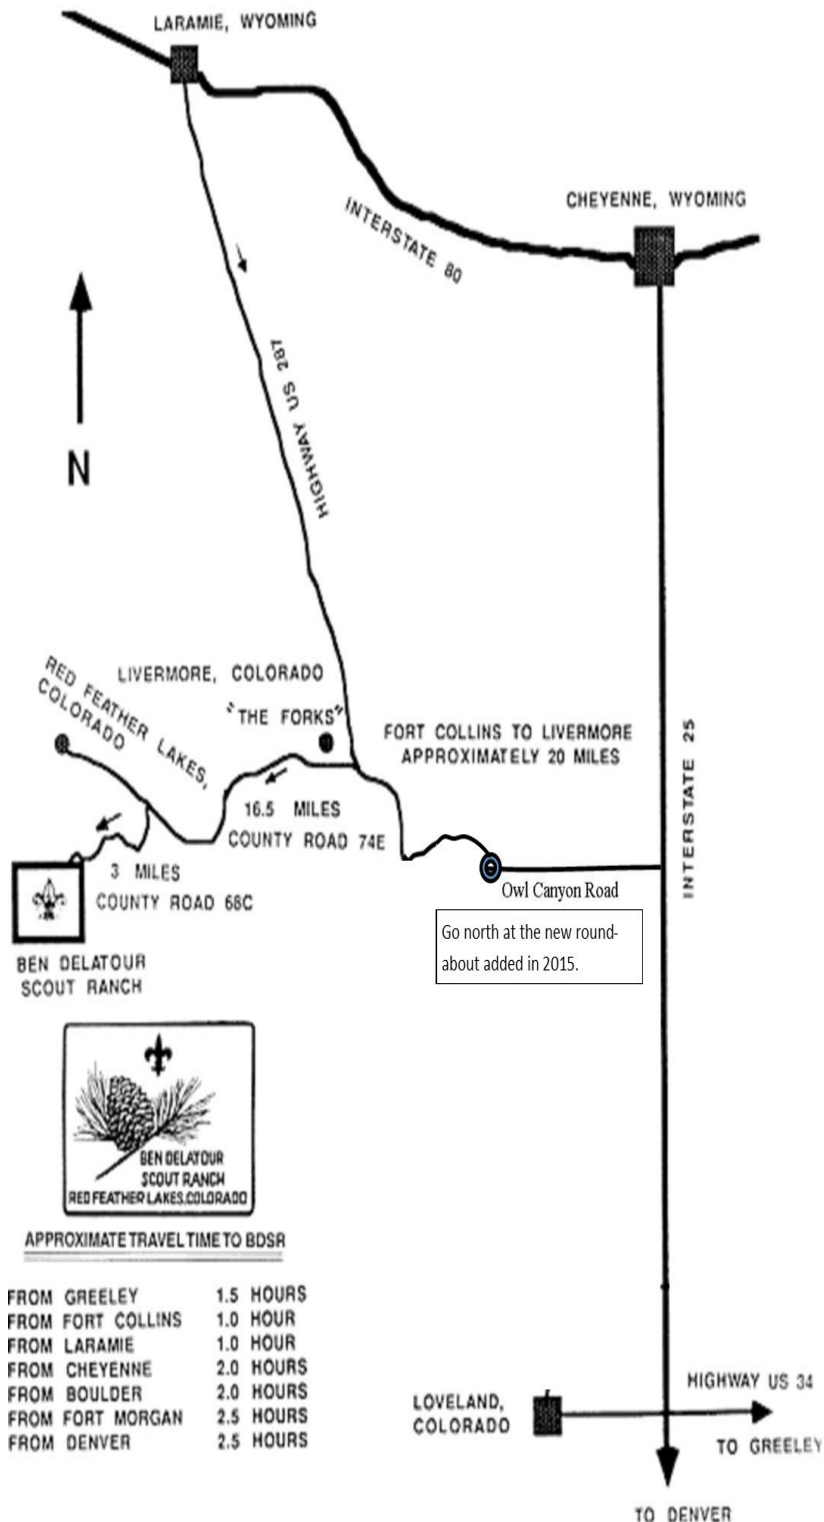 LARAMIE, WYOMING
CHEYENNE, WYOMING
INTERSTATE 80
HIGHWAY US 287
N
RED FEATHER LAKES,
COLORADO
LIVERMORE, COLORADO
"THE FORKS"
FORT COLLINS TO LIVERMORE
APPROXIMATELY 20 MILES
INTERSTATE 25
16.5 MILES
COUNTY ROAD 74E
3 MILES
COUNTY ROAD 68C
Owl Canyon Road
Go north at the new round-
about added in 2015.
BEN DELATOUR
SCOUT RANCH
BEN DELATOUR
SCOUT RANCH
RED FEATHER LAKES, COLORADO
APPROXIMATE TRAVEL TIME TO BDSR
FROM GREELEY 1.5 HOURS
FROM FORT COLLINS 1.0 HOUR
FROM LARAMIE 1.0 HOUR
FROM CHEYENNE 2.0 HOURS
FROM BOULDER 2.0 HOURS
FROM FORT MORGAN 2.5 HOURS
FROM DENVER 2.5 HOURS
LOVELAND,
COLORADO
HIGHWAY US 34
TO GREELEY
TO DENVER